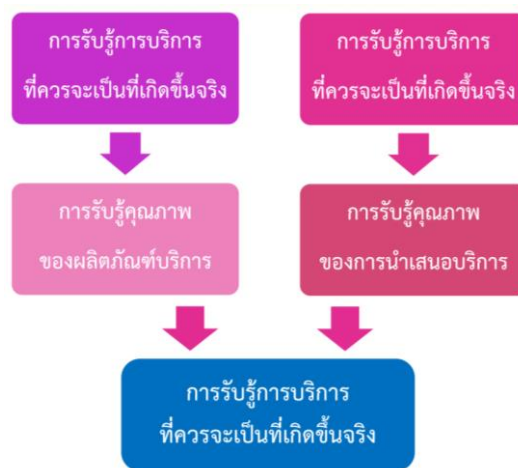 การรับรู้การบริการ
ที่ควรจะเป็นที่เกิดขึ้นจริง
การรับรู้การบริการ
ที่ควรจะเป็นที่เกิดขึ้นจริง
การรับรู้คุณภาพ
ของผลิตภัณฑ์บริการ
การรับรู้คุณภาพ
ของการนำเสนอบริการ
การรับรู้การบริการ
ที่ควรจะเป็นที่เกิดขึ้นจริง